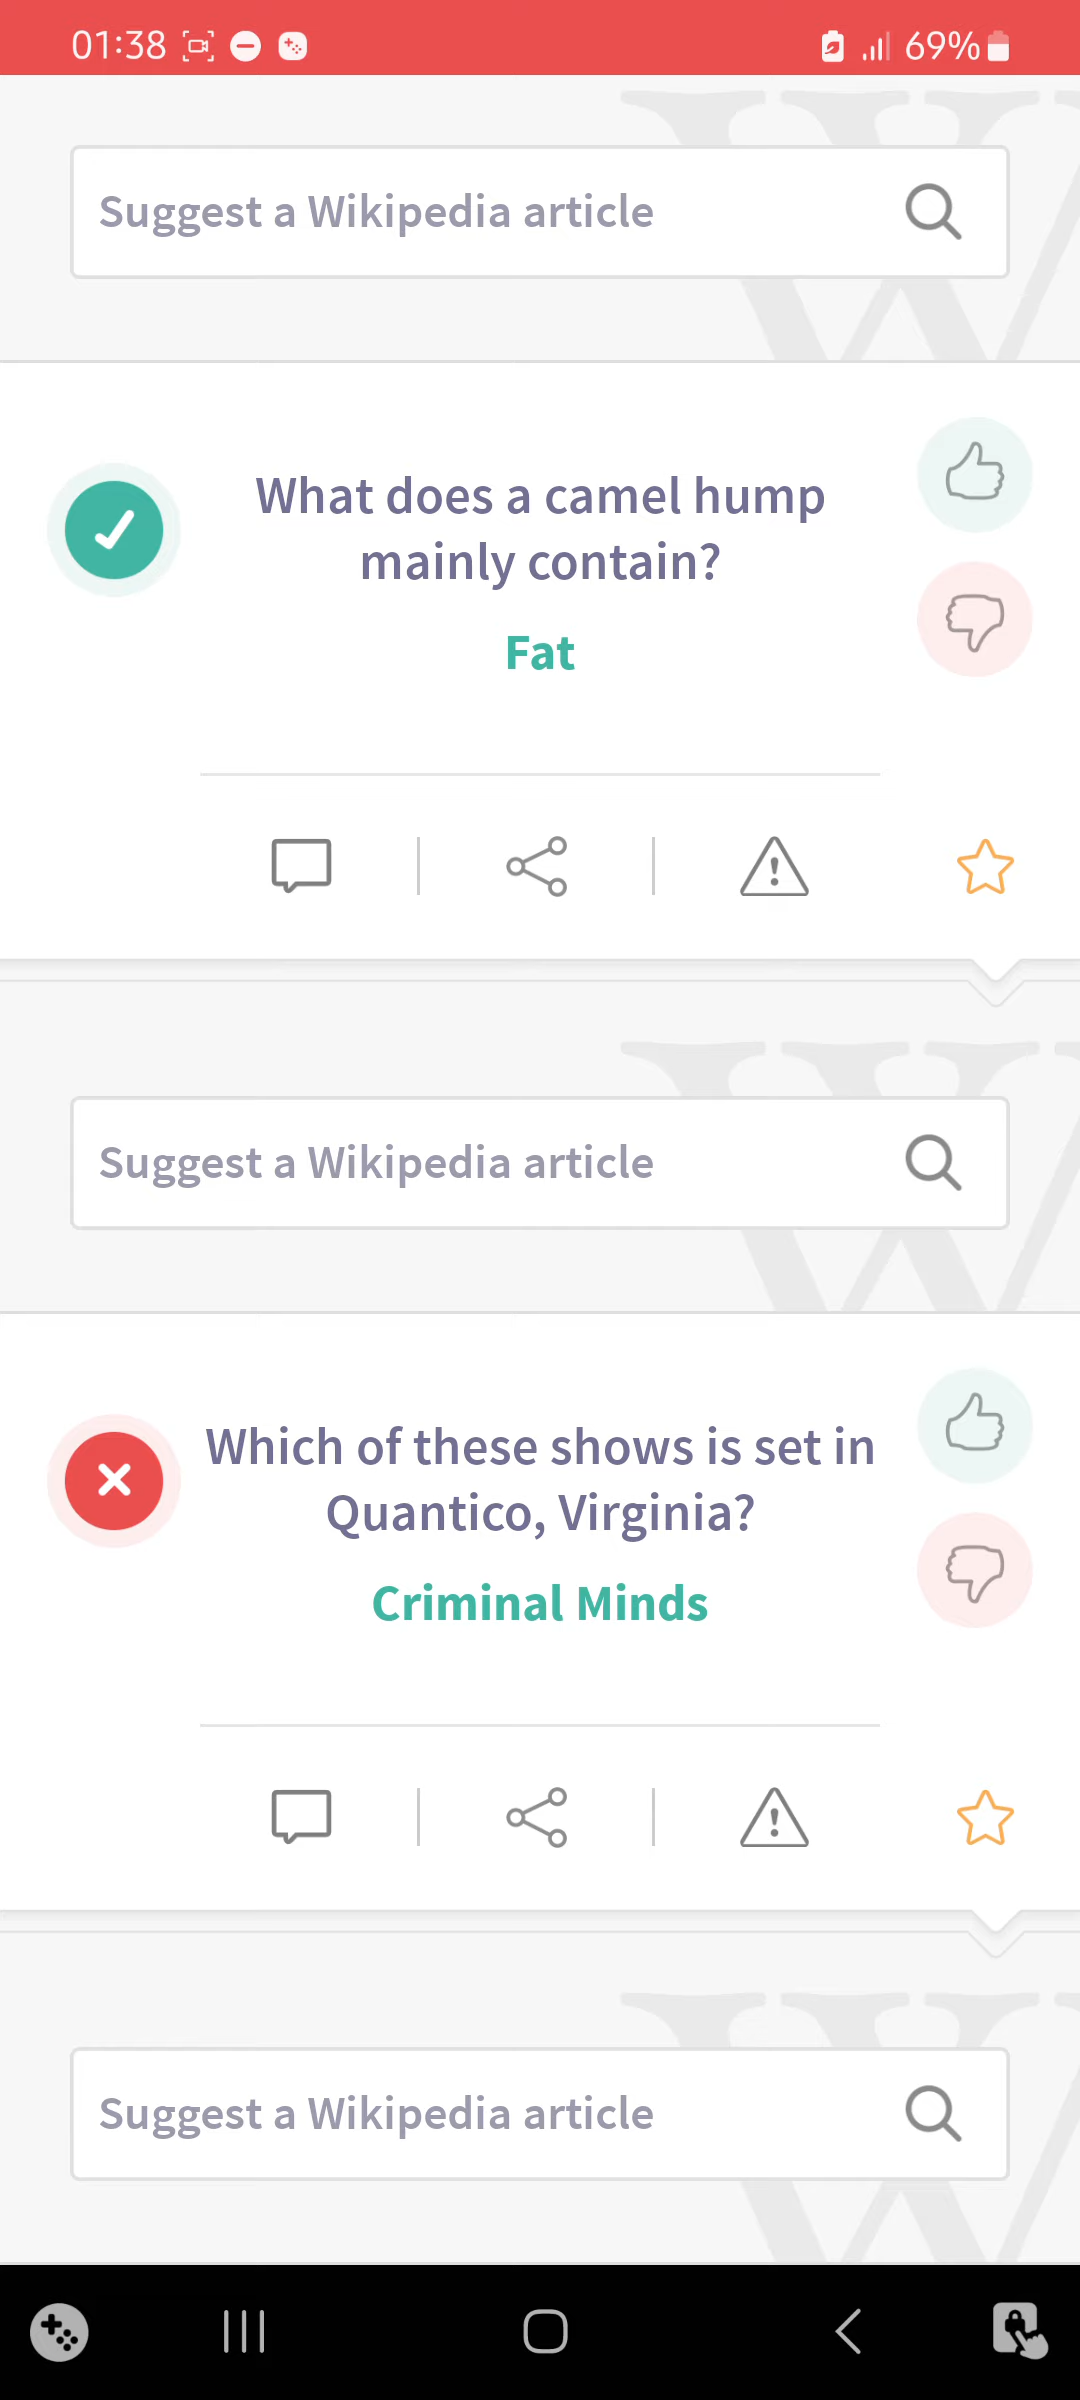 01:38
69%
Suggest a Wikipedia article
What does a camel hump
mainly contain?
Fat
Suggest a Wikipedia article
Which of these shows is set in
Quantico, Virginia?
Criminal Minds
Suggest a Wikipedia article